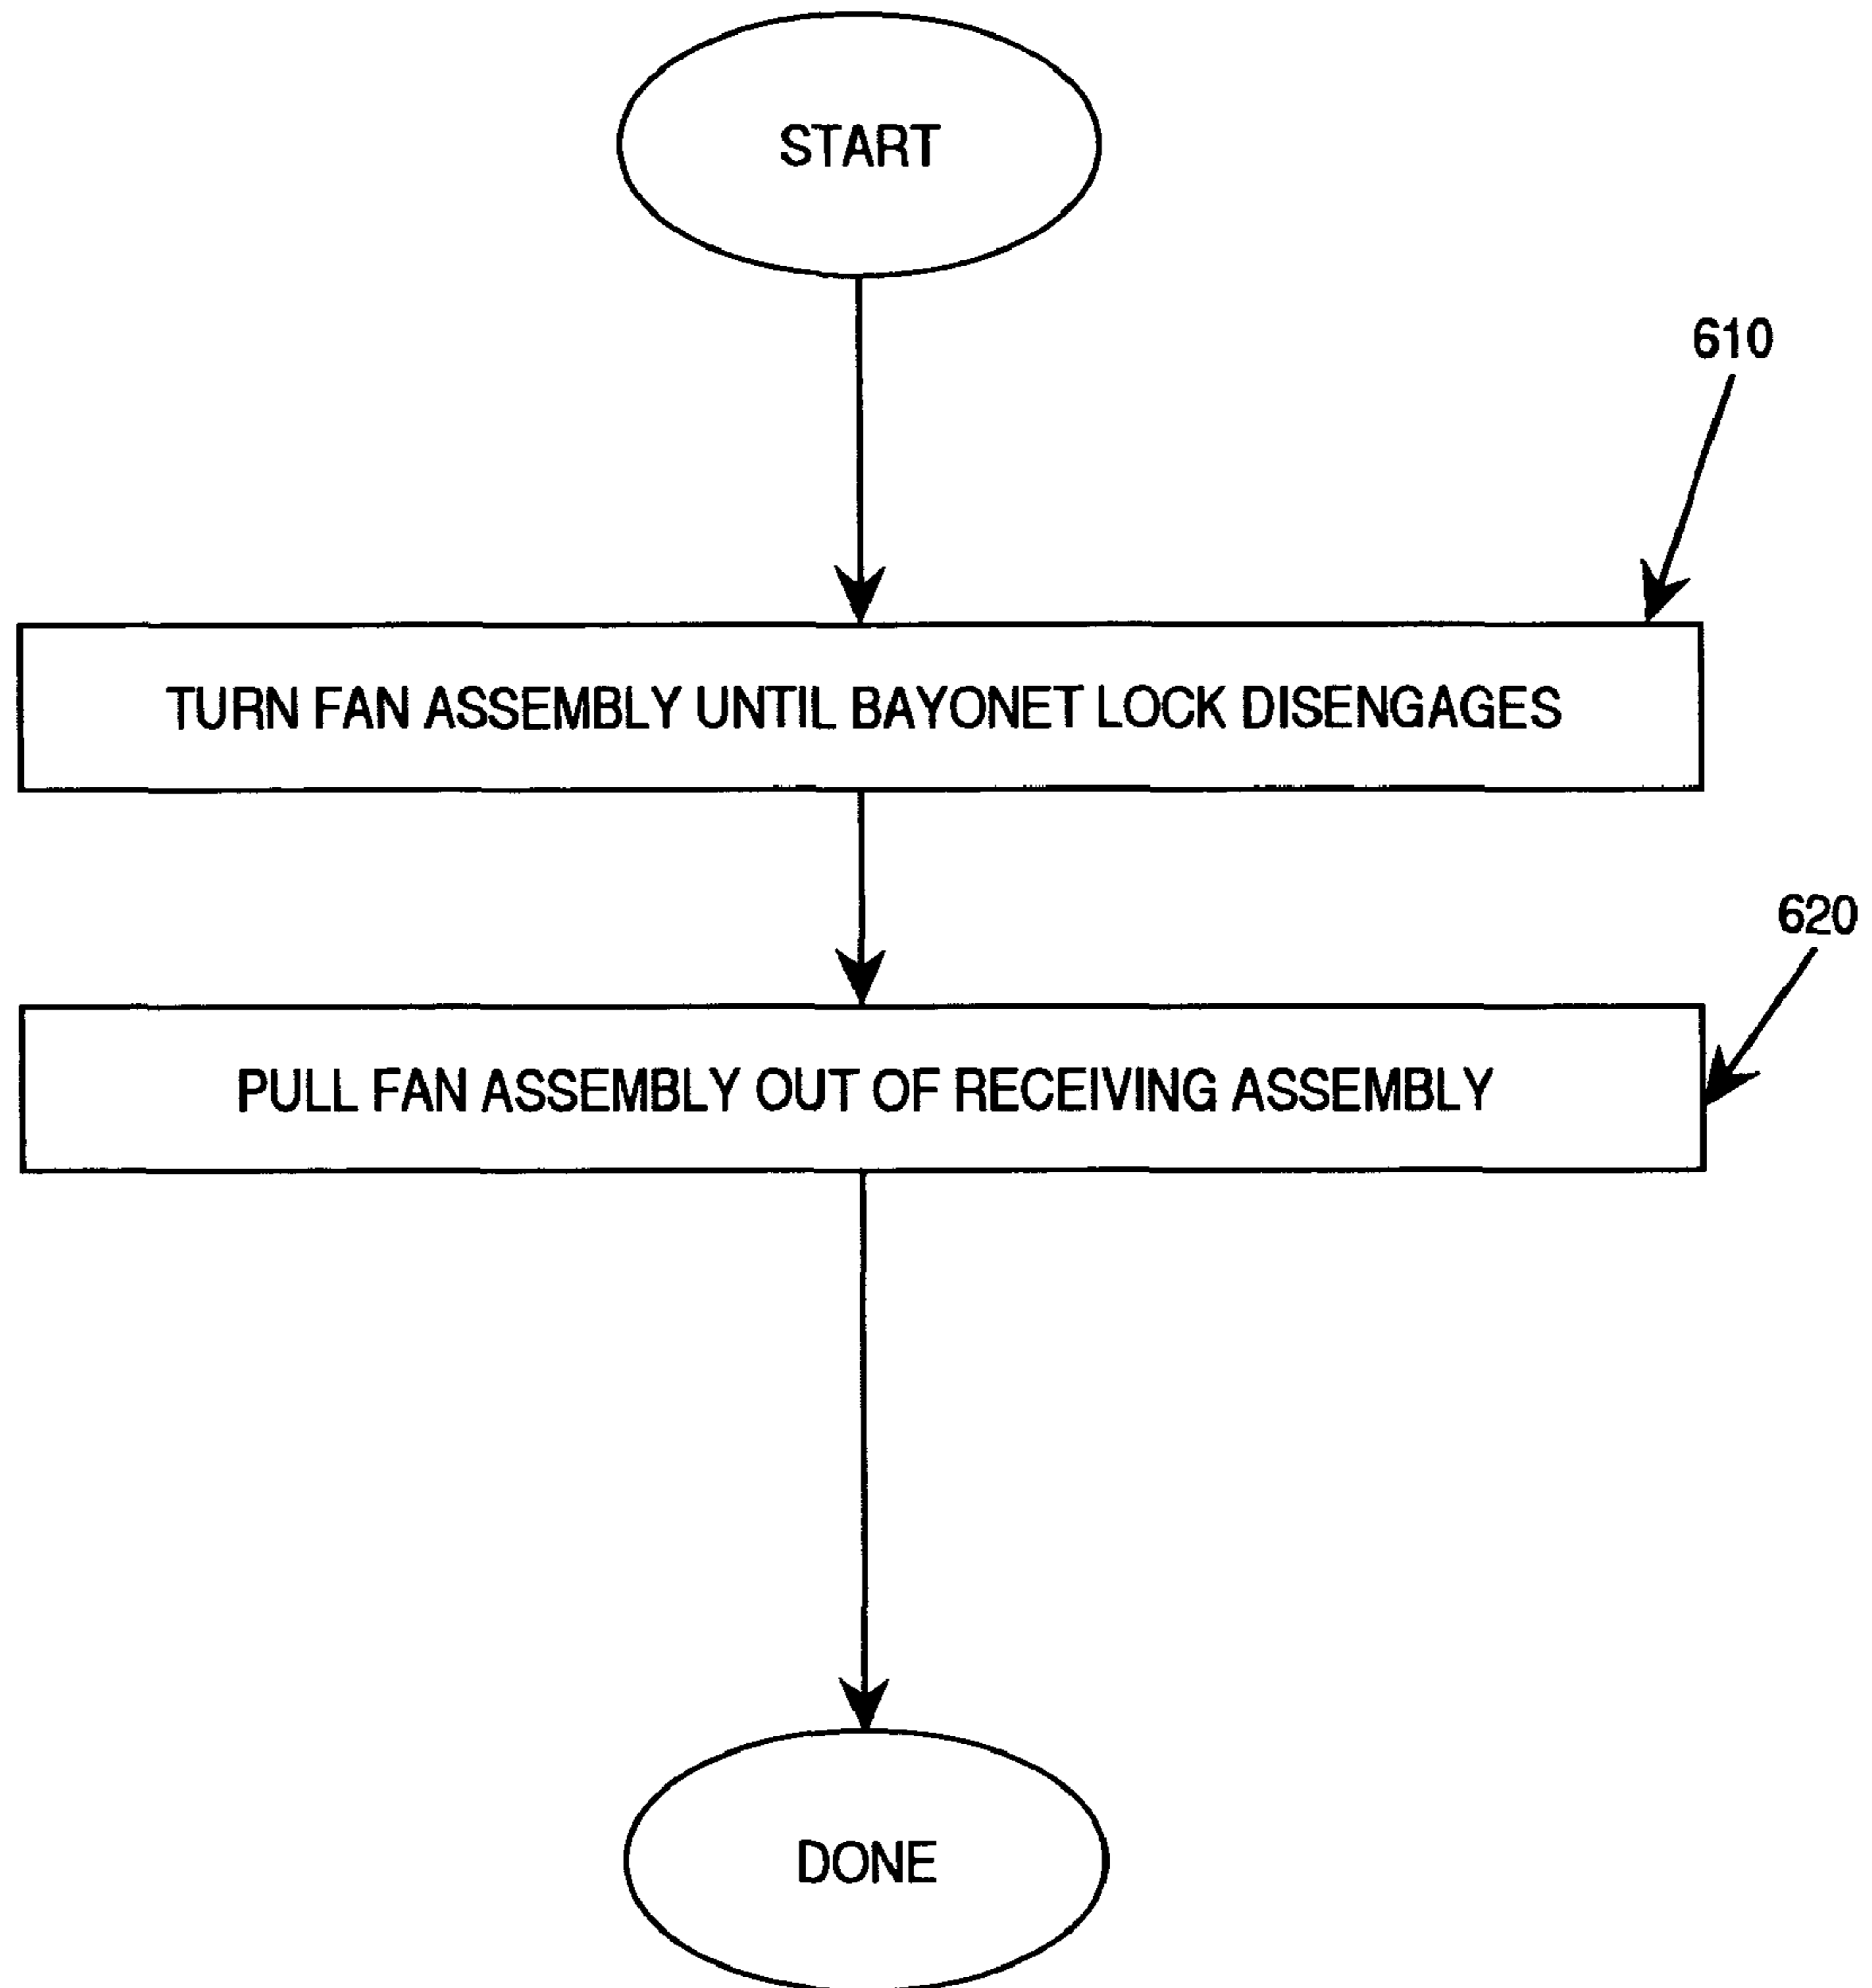 START
610
TURN FAN ASSEMBLY UNTIL BAYONET LOCK DISENGAGES
620
PULL FAN ASSEMBLY OUT OF RECEIVING ASSEMBLY
DONE